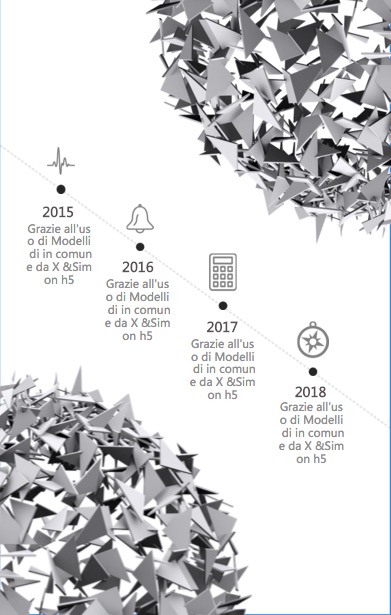 2015
Grazie all'us
o di Modelli
di in comun
e da X &Sim
on h5
2016
Grazie all'us
o di Modelli
di in comun
e da X &Sim
on h5
2017
Grazie all'us
o di Modelli
di in comun
e da X &Sim
on h5
2018
Grazie all'us
o di Modelli
di in comun
e da X &Sim
on h5